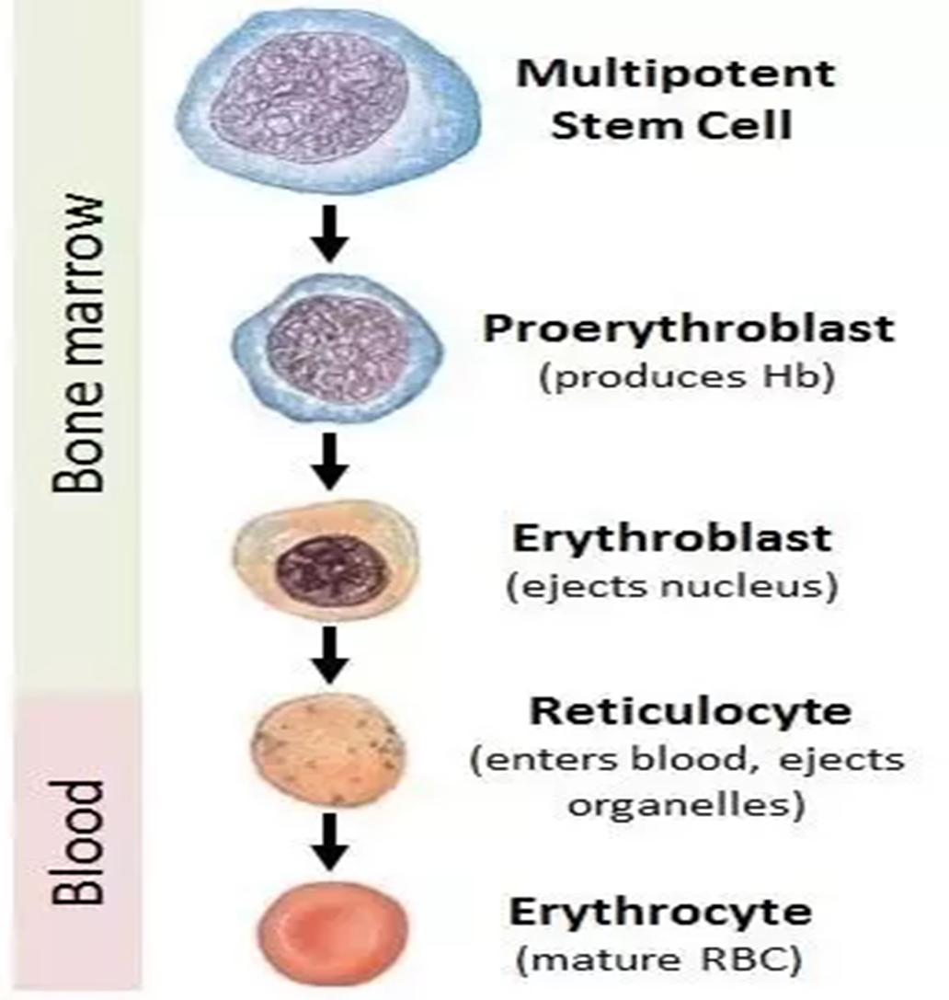 Multipotent
Stem Cell
Bone marrow
Proerythroblast
(produces Hb)
Erythroblast
(ejects nucleus)
Reticulocyte
(enters blood, ejects
organelles)
Blood
Erythrocyte
(mature RBC)